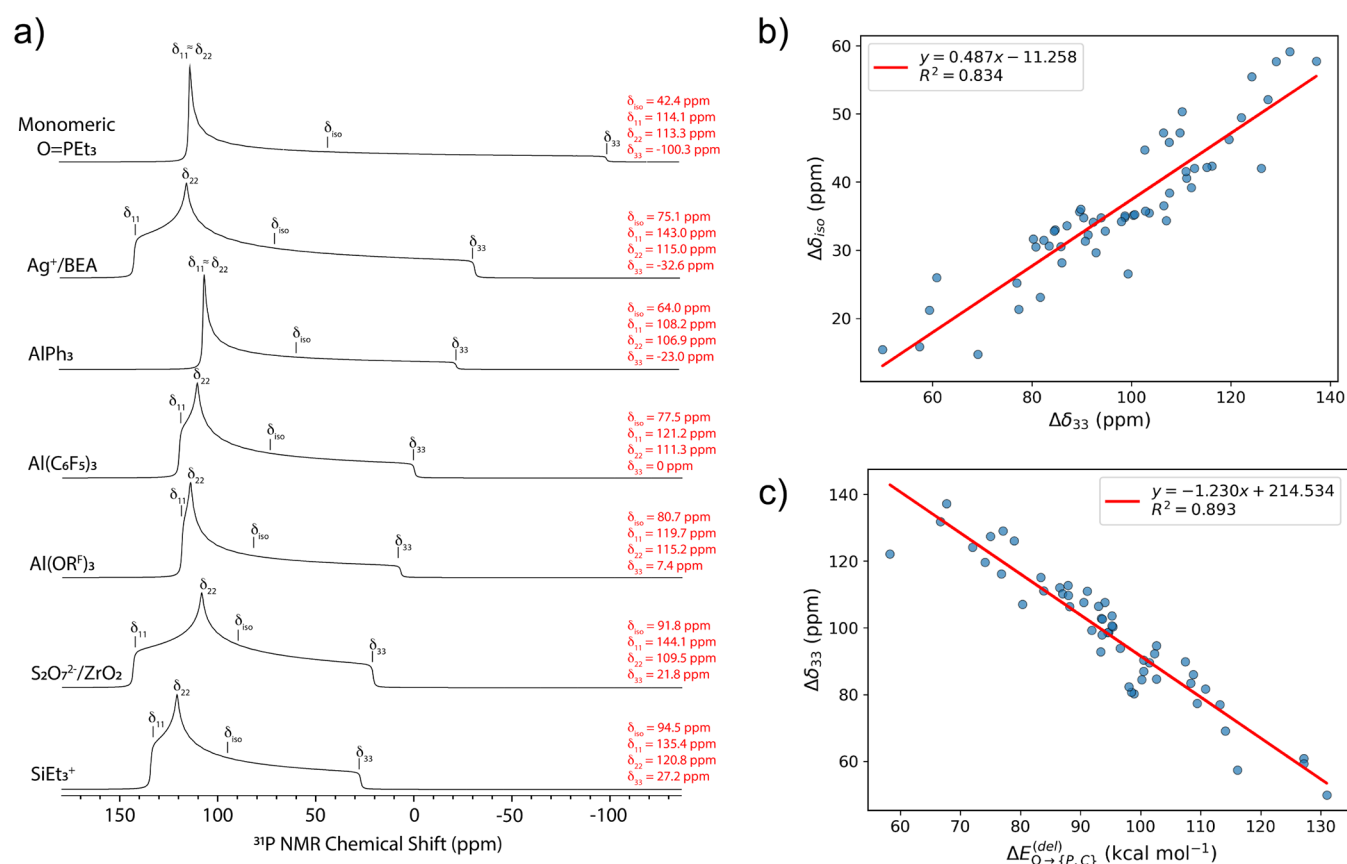 a)
δ₁₁ ≈ δ₂₂
Monomeric
O=PEt₃
δᵢₛₒ
δ₃₃
δᵢₛₒ = 42.4 ppm
δ₁₁ = 114.1 ppm
δ₂₂ = 113.3 ppm
δ₃₃ = -100.3 ppm
δ₂₂
δ₁₁
Ag⁺/BEA
δᵢₛₒ
δ₃₃
δᵢₛₒ = 75.1 ppm
δ₁₁ = 143.0 ppm
δ₂₂ = 115.0 ppm
δ₃₃ = -32.6 ppm
δ₁₁ ≈ δ₂₂
AlPh₃
δᵢₛₒ
δ₃₃
δᵢₛₒ = 64.0 ppm
δ₁₁ = 108.2 ppm
δ₂₂ = 106.9 ppm
δ₃₃ = -23.0 ppm
δ₂₂
δ₁₁
Al(C₆F₅)₃
δᵢₛₒ
δ₃₃
δᵢₛₒ = 77.5 ppm
δ₁₁ = 121.2 ppm
δ₂₂ = 111.3 ppm
δ₃₃ = 0 ppm
δ₂₂
δ₁₁
Al(ORᶠ)₃
δᵢₛₒ
δ₃₃
δᵢₛₒ = 80.7 ppm
δ₁₁ = 119.7 ppm
δ₂₂ = 115.2 ppm
δ₃₃ = 7.4 ppm
δ₂₂
δ₁₁
S₂O₇²⁻/ZrO₂
δᵢₛₒ
δ₃₃
δᵢₛₒ = 91.8 ppm
δ₁₁ = 144.1 ppm
δ₂₂ = 109.5 ppm
δ₃₃ = 21.8 ppm
δ₂₂
δ₁₁
SiEt₃⁺
δᵢₛₒ
δ₃₃
δᵢₛₒ = 94.5 ppm
δ₁₁ = 135.4 ppm
δ₂₂ = 120.8 ppm
δ₃₃ = 27.2 ppm
150 100 50 0 -50 -100
³¹P NMR Chemical Shift (ppm)
b)
y = 0.487x − 11.258
R² = 0.834
60
50
40
30
20
Δδᵢₛₒ (ppm)
60 80 100 120 140
Δδ₃₃ (ppm)
c)
y = −1.230x + 214.534
R² = 0.893
140
120
100
80
60
Δδ₃₃ (ppm)
60 70 80 90 100 110 120 130
ΔE^(del)_O→{P, C} (kcal mol⁻¹)